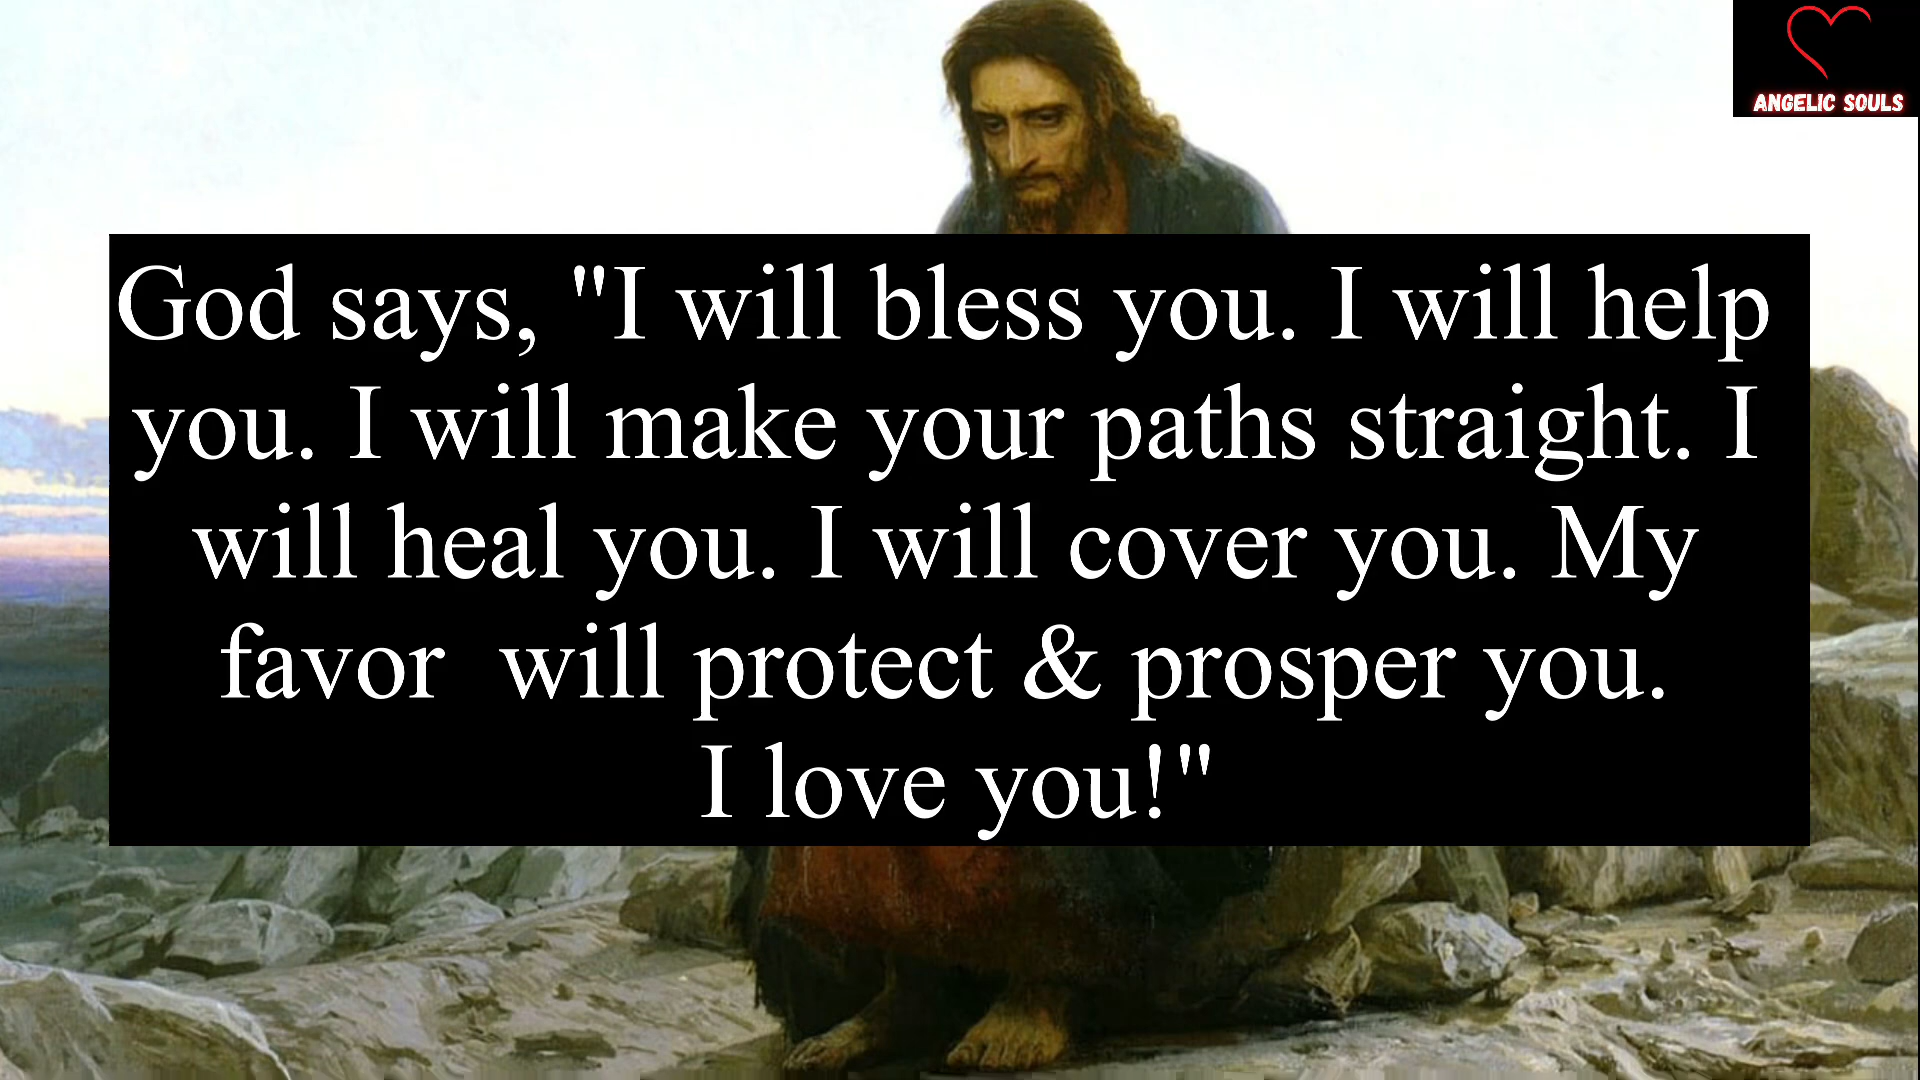 ANGELIC SOULS
God says, "I will bless you. I will help
you. I will make your paths straight. I
will heal you. I will cover you. My
favor  will protect & prosper you.
I love you!"